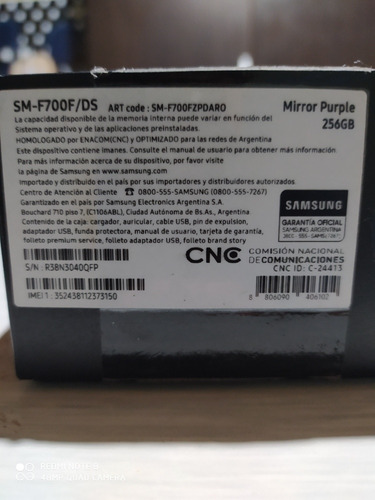 SM-F700F/DS ART code : SM-F700FZPDARO Mirror Purple
256GB
La capacidad disponible de la memoria interna puede variar en función del
Sistema operativo y de las aplicaciones preinstaladas.
HOMOLOGADO por ENACOM(CNC) y OPTIMIZADO para las redes de Argentina
Este dispositivo contiene imanes. Consulte el manual de usuario para obtener más información.
Para más información acerca de su dispositivo, por favor visite
la página de Samsung en www.samsung.com
Importado y distribuido en el país por sus importadores y distribuidores autorizados.
Centro de Atención al Cliente 0800-555-SAMSUNG (0800-555-7267)
Garantizado en el país por Samsung Electronics Argentina S.A.
Bouchard 710 piso 7, (C1106ABL), Ciudad Autónoma de Bs.As., Argentina
Contenido de la caja: cargador, auricular, cable USB, pin de expulsion,
adaptador USB, funda protectora, manual de usuario, tarjeta de garantía,
folleto premium service, folleto adaptador USB, folleto brand story
SAMSUNG
GARANTÍA OFICIAL
SAMSUNG ARGENTINA
S/N : R38N3040QFP
IMEI 1 : 352438112373150
CNC COMISIÓN NACIONAL
DE COMUNICACIONES
CNC ID: C-24413
8 806090 406102